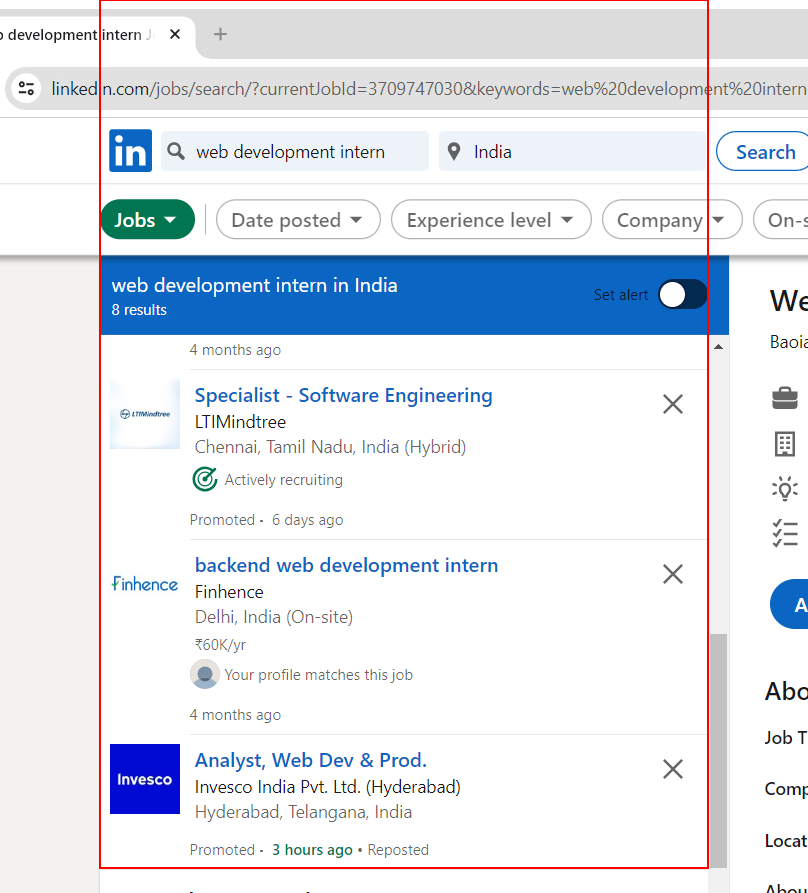 b development intern J
linkedin.com/jobs/search/?currentJobId=3709747030&keywords=web%20development%20intern
in
web development intern
India
Search
Jobs
Date posted
Experience level
Company
On-s
web development intern in India
8 results
Set alert
We
Baoia
4 months ago
LTIMindtree
Specialist - Software Engineering
LTIMindtree
Chennai, Tamil Nadu, India (Hybrid)
Actively recruiting
Promoted · 6 days ago
Finhence
backend web development intern
Finhence
Delhi, India (On-site)
₹60K/yr
Your profile matches this job
4 months ago
A
Abo
Job T
Invesco
Analyst, Web Dev & Prod.
Invesco India Pvt. Ltd. (Hyderabad)
Hyderabad, Telangana, India
Promoted · 3 hours ago • Reposted
Comp
Locat